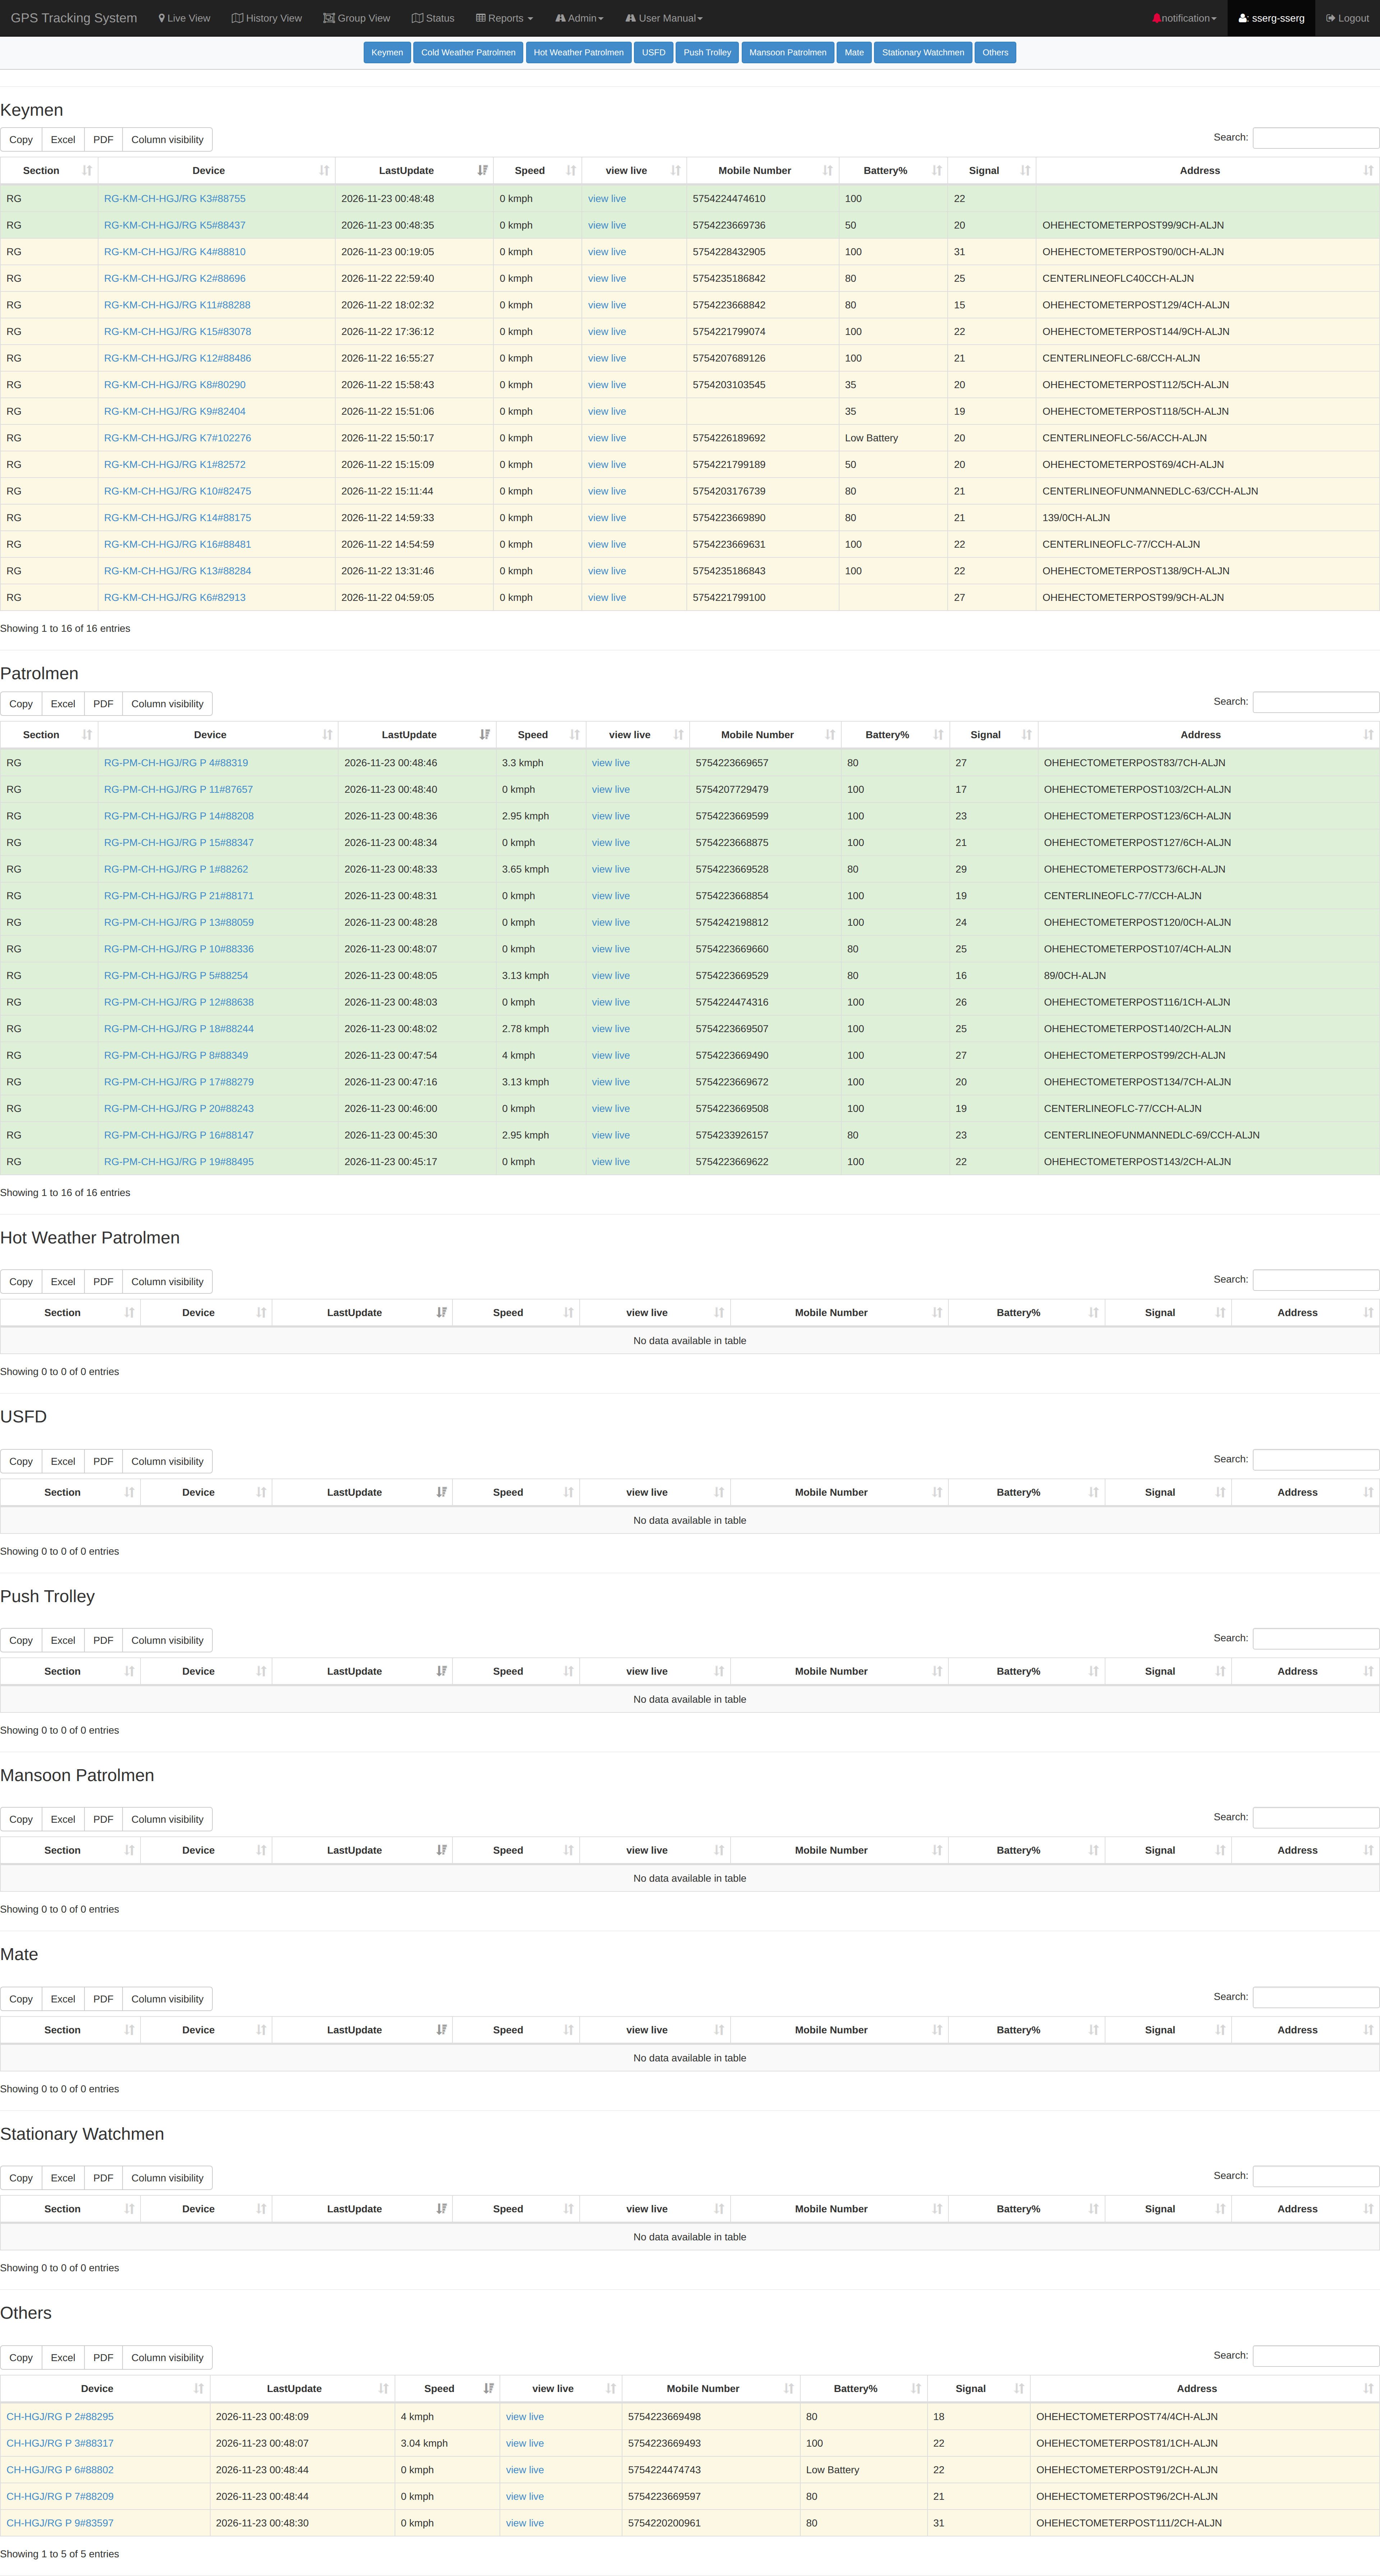 GPS Tracking System Live View History View Group View Status Reports Admin User Manual notification : sserg-sserg Logout
Keymen Cold Weather Patrolmen Hot Weather Patrolmen USFD Push Trolley Mansoon Patrolmen Mate Stationary Watchmen Others
Keymen
Copy Excel PDF Column visibility Search:
Section Device LastUpdate Speed view live Mobile Number Battery% Signal Address
RG RG-KM-CH-HGJ/RG K3#88755 2026-11-23 00:48:48 0 kmph view live 5754224474610 100 22
RG RG-KM-CH-HGJ/RG K5#88437 2026-11-23 00:48:35 0 kmph view live 5754223669736 50 20 OHEHECTOMETERPOST99/9CH-ALJN
RG RG-KM-CH-HGJ/RG K4#88810 2026-11-23 00:19:05 0 kmph view live 5754228432905 100 31 OHEHECTOMETERPOST90/0CH-ALJN
RG RG-KM-CH-HGJ/RG K2#88696 2026-11-22 22:59:40 0 kmph view live 5754235186842 80 25 CENTERLINEOFLC40CCH-ALJN
RG RG-KM-CH-HGJ/RG K11#88288 2026-11-22 18:02:32 0 kmph view live 5754223668842 80 15 OHEHECTOMETERPOST129/4CH-ALJN
RG RG-KM-CH-HGJ/RG K15#83078 2026-11-22 17:36:12 0 kmph view live 5754221799074 100 22 OHEHECTOMETERPOST144/9CH-ALJN
RG RG-KM-CH-HGJ/RG K12#88486 2026-11-22 16:55:27 0 kmph view live 5754207689126 100 21 CENTERLINEOFLC-68/CCH-ALJN
RG RG-KM-CH-HGJ/RG K8#80290 2026-11-22 15:58:43 0 kmph view live 5754203103545 35 20 OHEHECTOMETERPOST112/5CH-ALJN
RG RG-KM-CH-HGJ/RG K9#82404 2026-11-22 15:51:06 0 kmph view live 35 19 OHEHECTOMETERPOST118/5CH-ALJN
RG RG-KM-CH-HGJ/RG K7#102276 2026-11-22 15:50:17 0 kmph view live 5754226189692 Low Battery 20 CENTERLINEOFLC-56/ACCH-ALJN
RG RG-KM-CH-HGJ/RG K1#82572 2026-11-22 15:15:09 0 kmph view live 5754221799189 50 20 OHEHECTOMETERPOST69/4CH-ALJN
RG RG-KM-CH-HGJ/RG K10#82475 2026-11-22 15:11:44 0 kmph view live 5754203176739 80 21 CENTERLINEOFUNMANNEDLC-63/CCH-ALJN
RG RG-KM-CH-HGJ/RG K14#88175 2026-11-22 14:59:33 0 kmph view live 5754223669890 80 21 139/0CH-ALJN
RG RG-KM-CH-HGJ/RG K16#88481 2026-11-22 14:54:59 0 kmph view live 5754223669631 100 22 CENTERLINEOFLC-77/CCH-ALJN
RG RG-KM-CH-HGJ/RG K13#88284 2026-11-22 13:31:46 0 kmph view live 5754235186843 100 22 OHEHECTOMETERPOST138/9CH-ALJN
RG RG-KM-CH-HGJ/RG K6#82913 2026-11-22 04:59:05 0 kmph view live 5754221799100 27 OHEHECTOMETERPOST99/9CH-ALJN
Showing 1 to 16 of 16 entries
Patrolmen
Copy Excel PDF Column visibility Search:
Section Device LastUpdate Speed view live Mobile Number Battery% Signal Address
RG RG-PM-CH-HGJ/RG P 4#88319 2026-11-23 00:48:46 3.3 kmph view live 5754223669657 80 27 OHEHECTOMETERPOST83/7CH-ALJN
RG RG-PM-CH-HGJ/RG P 11#87657 2026-11-23 00:48:40 0 kmph view live 5754207729479 100 17 OHEHECTOMETERPOST103/2CH-ALJN
RG RG-PM-CH-HGJ/RG P 14#88208 2026-11-23 00:48:36 2.95 kmph view live 5754223669599 100 23 OHEHECTOMETERPOST123/6CH-ALJN
RG RG-PM-CH-HGJ/RG P 15#88347 2026-11-23 00:48:34 0 kmph view live 5754223668875 100 21 OHEHECTOMETERPOST127/6CH-ALJN
RG RG-PM-CH-HGJ/RG P 1#88262 2026-11-23 00:48:33 3.65 kmph view live 5754223669528 80 29 OHEHECTOMETERPOST73/6CH-ALJN
RG RG-PM-CH-HGJ/RG P 21#88171 2026-11-23 00:48:31 0 kmph view live 5754223668854 100 19 CENTERLINEOFLC-77/CCH-ALJN
RG RG-PM-CH-HGJ/RG P 13#88059 2026-11-23 00:48:28 0 kmph view live 5754242198812 100 24 OHEHECTOMETERPOST120/0CH-ALJN
RG RG-PM-CH-HGJ/RG P 10#88336 2026-11-23 00:48:07 0 kmph view live 5754223669660 80 25 OHEHECTOMETERPOST107/4CH-ALJN
RG RG-PM-CH-HGJ/RG P 5#88254 2026-11-23 00:48:05 3.13 kmph view live 5754223669529 80 16 89/0CH-ALJN
RG RG-PM-CH-HGJ/RG P 12#88638 2026-11-23 00:48:03 0 kmph view live 5754224474316 100 26 OHEHECTOMETERPOST116/1CH-ALJN
RG RG-PM-CH-HGJ/RG P 18#88244 2026-11-23 00:48:02 2.78 kmph view live 5754223669507 100 25 OHEHECTOMETERPOST140/2CH-ALJN
RG RG-PM-CH-HGJ/RG P 8#88349 2026-11-23 00:47:54 4 kmph view live 5754223669490 100 27 OHEHECTOMETERPOST99/2CH-ALJN
RG RG-PM-CH-HGJ/RG P 17#88279 2026-11-23 00:47:16 3.13 kmph view live 5754223669672 100 20 OHEHECTOMETERPOST134/7CH-ALJN
RG RG-PM-CH-HGJ/RG P 20#88243 2026-11-23 00:46:00 0 kmph view live 5754223669508 100 19 CENTERLINEOFLC-77/CCH-ALJN
RG RG-PM-CH-HGJ/RG P 16#88147 2026-11-23 00:45:30 2.95 kmph view live 5754233926157 80 23 CENTERLINEOFUNMANNEDLC-69/CCH-ALJN
RG RG-PM-CH-HGJ/RG P 19#88495 2026-11-23 00:45:17 0 kmph view live 5754223669622 100 22 OHEHECTOMETERPOST143/2CH-ALJN
Showing 1 to 16 of 16 entries
Hot Weather Patrolmen
Copy Excel PDF Column visibility Search:
Section Device LastUpdate Speed view live Mobile Number Battery% Signal Address
No data available in table
Showing 0 to 0 of 0 entries
USFD
Copy Excel PDF Column visibility Search:
Section Device LastUpdate Speed view live Mobile Number Battery% Signal Address
No data available in table
Showing 0 to 0 of 0 entries
Push Trolley
Copy Excel PDF Column visibility Search:
Section Device LastUpdate Speed view live Mobile Number Battery% Signal Address
No data available in table
Showing 0 to 0 of 0 entries
Mansoon Patrolmen
Copy Excel PDF Column visibility Search:
Section Device LastUpdate Speed view live Mobile Number Battery% Signal Address
No data available in table
Showing 0 to 0 of 0 entries
Mate
Copy Excel PDF Column visibility Search:
Section Device LastUpdate Speed view live Mobile Number Battery% Signal Address
No data available in table
Showing 0 to 0 of 0 entries
Stationary Watchmen
Copy Excel PDF Column visibility Search:
Section Device LastUpdate Speed view live Mobile Number Battery% Signal Address
No data available in table
Showing 0 to 0 of 0 entries
Others
Copy Excel PDF Column visibility Search:
Device LastUpdate Speed view live Mobile Number Battery% Signal Address
CH-HGJ/RG P 2#88295 2026-11-23 00:48:09 4 kmph view live 5754223669498 80 18 OHEHECTOMETERPOST74/4CH-ALJN
CH-HGJ/RG P 3#88317 2026-11-23 00:48:07 3.04 kmph view live 5754223669493 100 22 OHEHECTOMETERPOST81/1CH-ALJN
CH-HGJ/RG P 6#88802 2026-11-23 00:48:44 0 kmph view live 5754224474743 Low Battery 22 OHEHECTOMETERPOST91/2CH-ALJN
CH-HGJ/RG P 7#88209 2026-11-23 00:48:44 0 kmph view live 5754223669597 80 21 OHEHECTOMETERPOST96/2CH-ALJN
CH-HGJ/RG P 9#83597 2026-11-23 00:48:30 0 kmph view live 5754220200961 80 31 OHEHECTOMETERPOST111/2CH-ALJN
Showing 1 to 5 of 5 entries